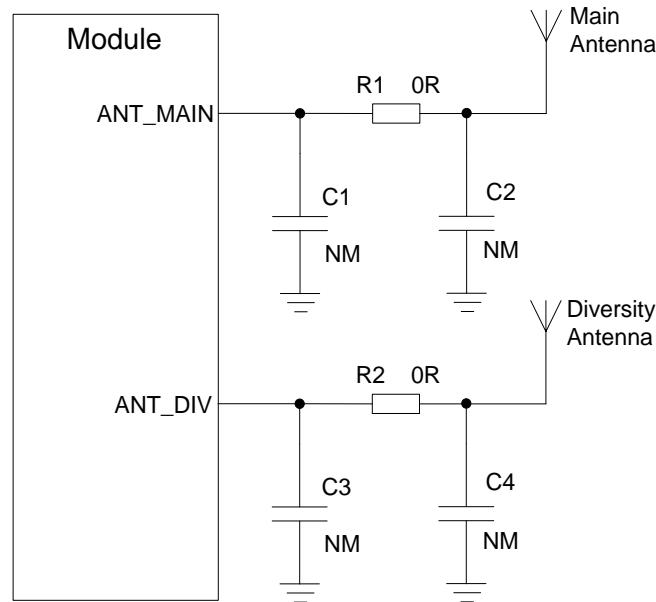 Module
Main
Antenna
R1 0R
ANT_MAIN
C1
C2
NM
NM
Diversity
Antenna
R2 0R
ANT_DIV
C3
C4
NM
NM